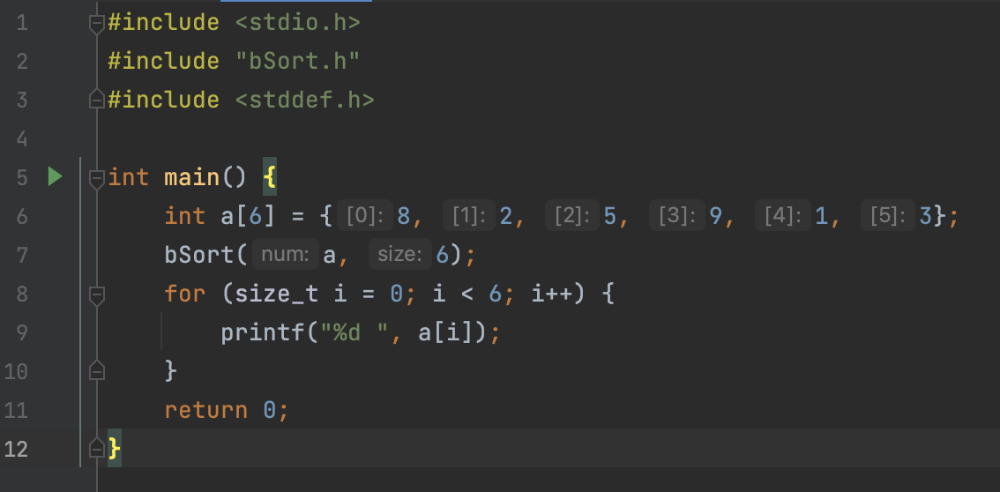 1 #include <stdio.h>
2 #include "bSort.h"
3 #include <stddef.h>
4
5 int main() {
6     int a[6] = { [0]: 8, [1]: 2, [2]: 5, [3]: 9, [4]: 1, [5]: 3};
7     bSort( num: a, size: 6);
8     for (size_t i = 0; i < 6; i++) {
9         printf("%d ", a[i]);
10     }
11     return 0;
12 }